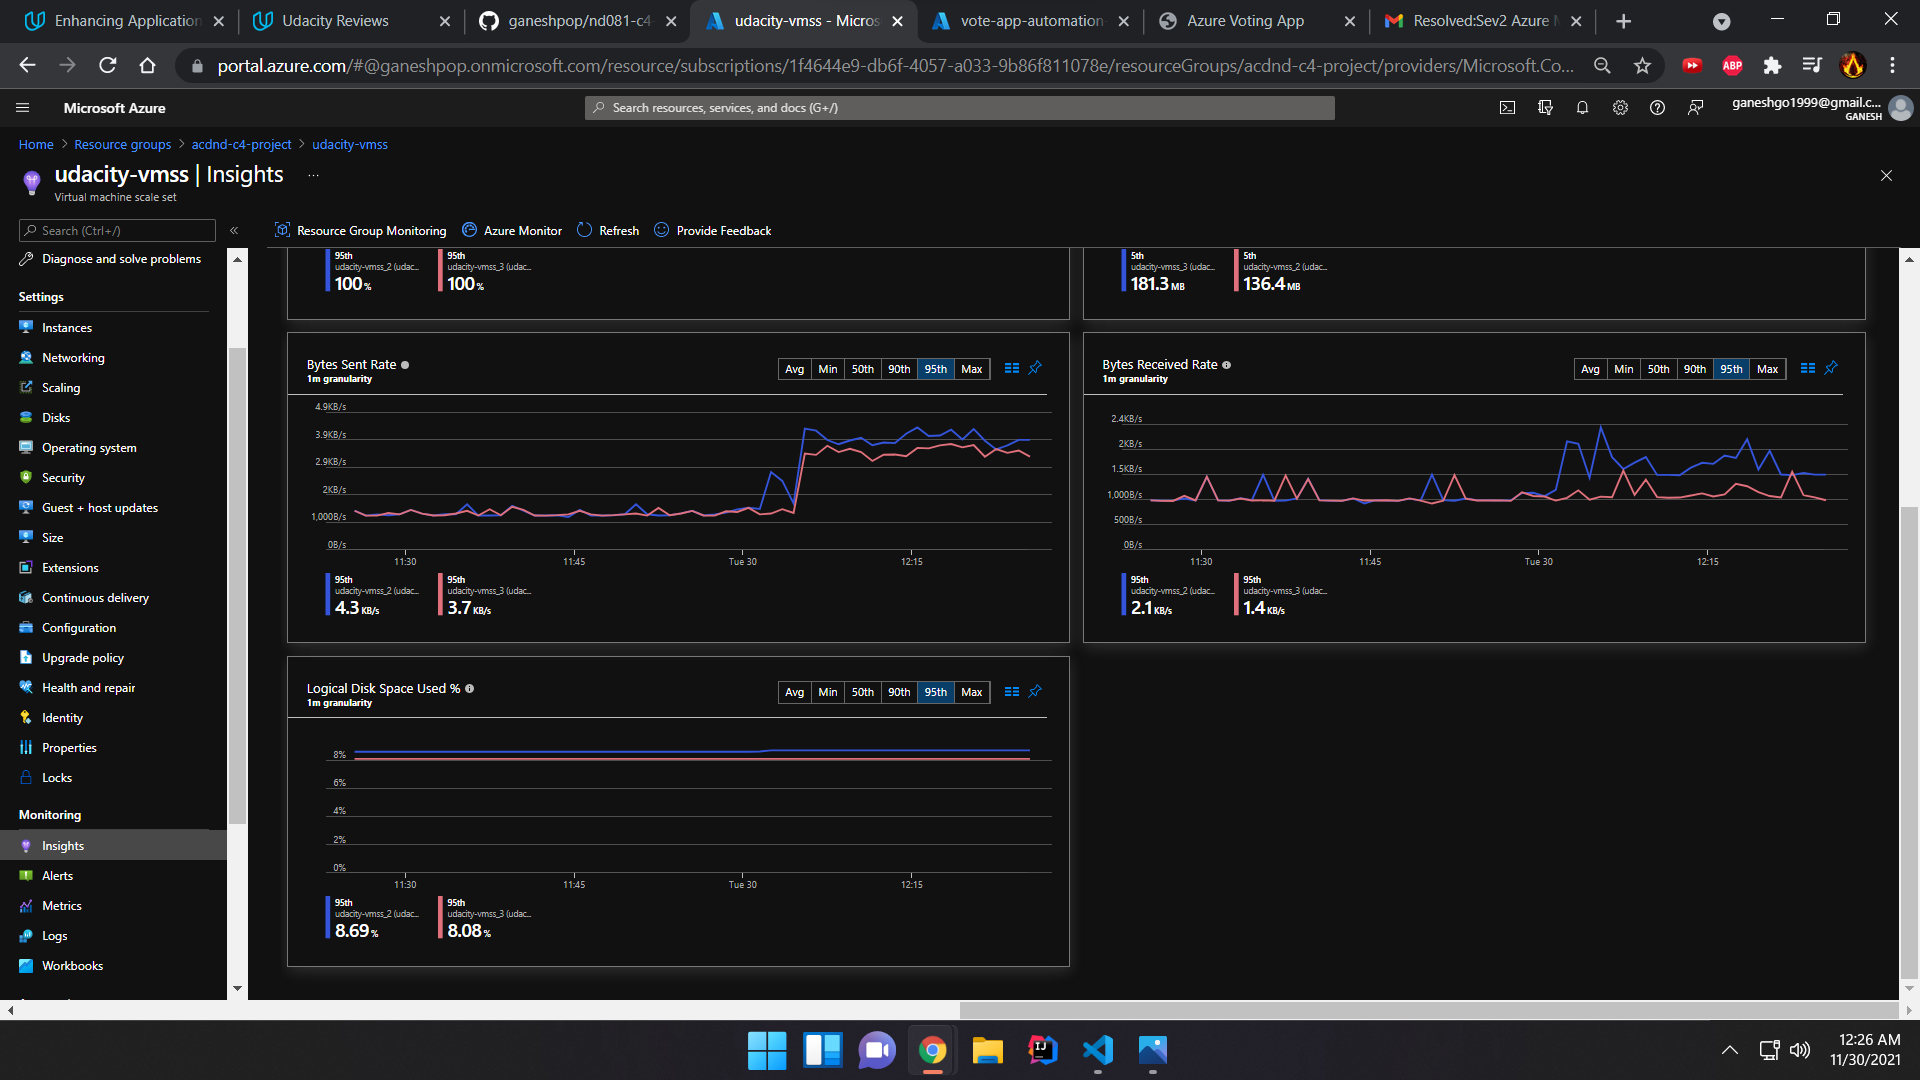 Enhancing Application
Udacity Reviews
ganeshpop/nd081-c4-
udacity-vmss - Micros
vote-app-automation-
Azure Voting App
Resolved:Sev2 Azure M
portal.azure.com/#@ganeshpop.onmicrosoft.com/resource/subscriptions/1f4644e9-db6f-4057-a033-9b86f811078e/resourceGroups/acdnd-c4-project/providers/Microsoft.Co...
ABP
Microsoft Azure
Search resources, services, and docs (G+/)
ganeshgo1999@gmail.c...
GANESH
Home > Resource groups > acdnd-c4-project > udacity-vmss
udacity-vmss | Insights ...
Virtual machine scale set
Search (Ctrl+/)
«
Resource Group Monitoring
Azure Monitor
Refresh
Provide Feedback
Diagnose and solve problems
Settings
Instances
Networking
Scaling
Disks
Operating system
Security
Guest + host updates
Size
Extensions
Continuous delivery
Configuration
Upgrade policy
Health and repair
Identity
Properties
Locks
Monitoring
Insights
Alerts
Metrics
Logs
Workbooks
95th
udacity-vmss_2 (udac...
100%
95th
udacity-vmss_3 (udac...
100%
5th
udacity-vmss_3 (udac...
181.3 MB
5th
udacity-vmss_2 (udac...
136.4 MB
Bytes Sent Rate
1m granularity
Avg Min 50th 90th 95th Max
4.9KB/s
3.9KB/s
2.9KB/s
2KB/s
1,000B/s
0B/s
11:30 11:45 Tue 30 12:15
95th
udacity-vmss_2 (udac...
4.3 KB/s
95th
udacity-vmss_3 (udac...
3.7 KB/s
Bytes Received Rate
1m granularity
Avg Min 50th 90th 95th Max
2.4KB/s
2KB/s
1.5KB/s
1,000B/s
500B/s
0B/s
11:30 11:45 Tue 30 12:15
95th
udacity-vmss_2 (udac...
2.1 KB/s
95th
udacity-vmss_3 (udac...
1.4 KB/s
Logical Disk Space Used %
1m granularity
Avg Min 50th 90th 95th Max
8%
6%
4%
2%
0%
11:30 11:45 Tue 30 12:15
95th
udacity-vmss_2 (udac...
8.69 %
95th
udacity-vmss_3 (udac...
8.08 %
IJ
12:26 AM
11/30/2021